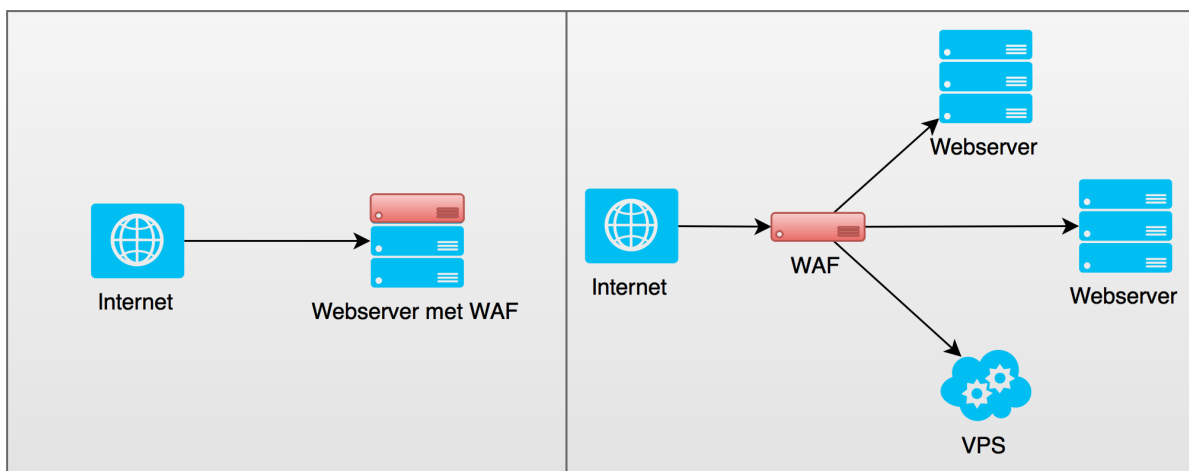 Internet
Webserver met WAF
Webserver
Internet
WAF
Webserver
VPS